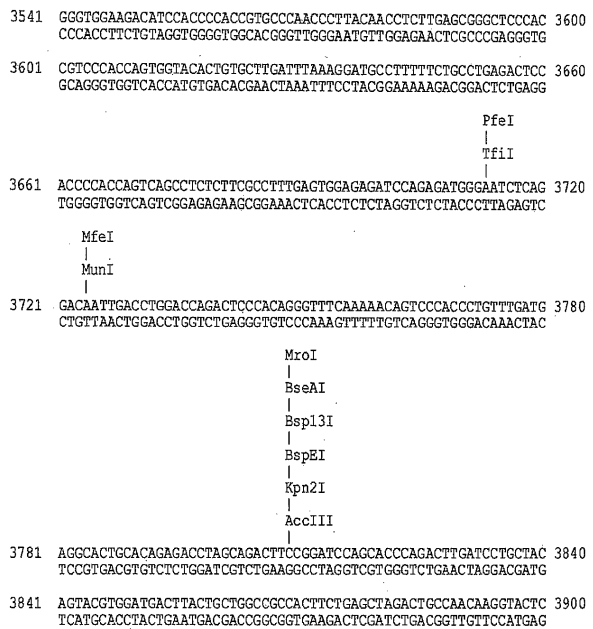 3541 GGGTGGAAGACATCCACCCCACCGTGCCCAACCCTTACAACCTCTTGAGCGGGCTCCCAC 3600
CCCACCTTCTGTAGGTGGGGTGGCACGGGTTGGGAATGTTGGAGAACTCGCCCGAGGGTG
3601 CGTCCCACCAGTGGTACACTGTGCTTGATTTAAAGGATGCCTTTTTCTGCCTGAGACTCC 3660
GCAGGGTGGTCACCATGTGACACGAACTAAATTTCCTACGGAAAAAGACGGACTCTGAGG
PfeI
|
TfiI
|
3661 ACCCCACCAGTCAGCCTCTCTTCGCCTTTGAGTGGAGAGATCCAGAGATGGGAATCTCAG 3720
TGGGGTGGTCAGTCGGAGAGAAGCGGAAACTCACCTCTCTAGGTCTCTACCCTTAGAGTC
MfeI
|
MunI
|
3721 GACAATTGACCTGGACCAGACTCCCACAGGGTTTCAAAAACAGTCCCACCCTGTTTGATG 3780
CTGTTAACTGGACCTGGTCTGAGGGTGTCCCAAAGTTTTTGTCAGGGTGGGACAAACTAC
MroI
|
BseAI
|
Bsp13I
|
BspEI
|
Kpn2I
|
AccIII
|
3781 AGGCACTGCACAGAGACCTAGCAGACTTCCGGATCCAGCACCCAGACTTGATCCTGCTAC 3840
TCCGTGACGTGTCTCTGGATCGTCTGAAGGCCTAGGTCGTGGGTCTGAACTAGGACGATG
3841 AGTACGTGGATGACTTACTGCTGGCCGCCACTTCTGAGCTAGACTGCCAACAAGGTACTC 3900
TCATGCACCTACTGAATGACGACCGGCGGTGAAGACTCGATCTGACGGTTGTTCCATGAG